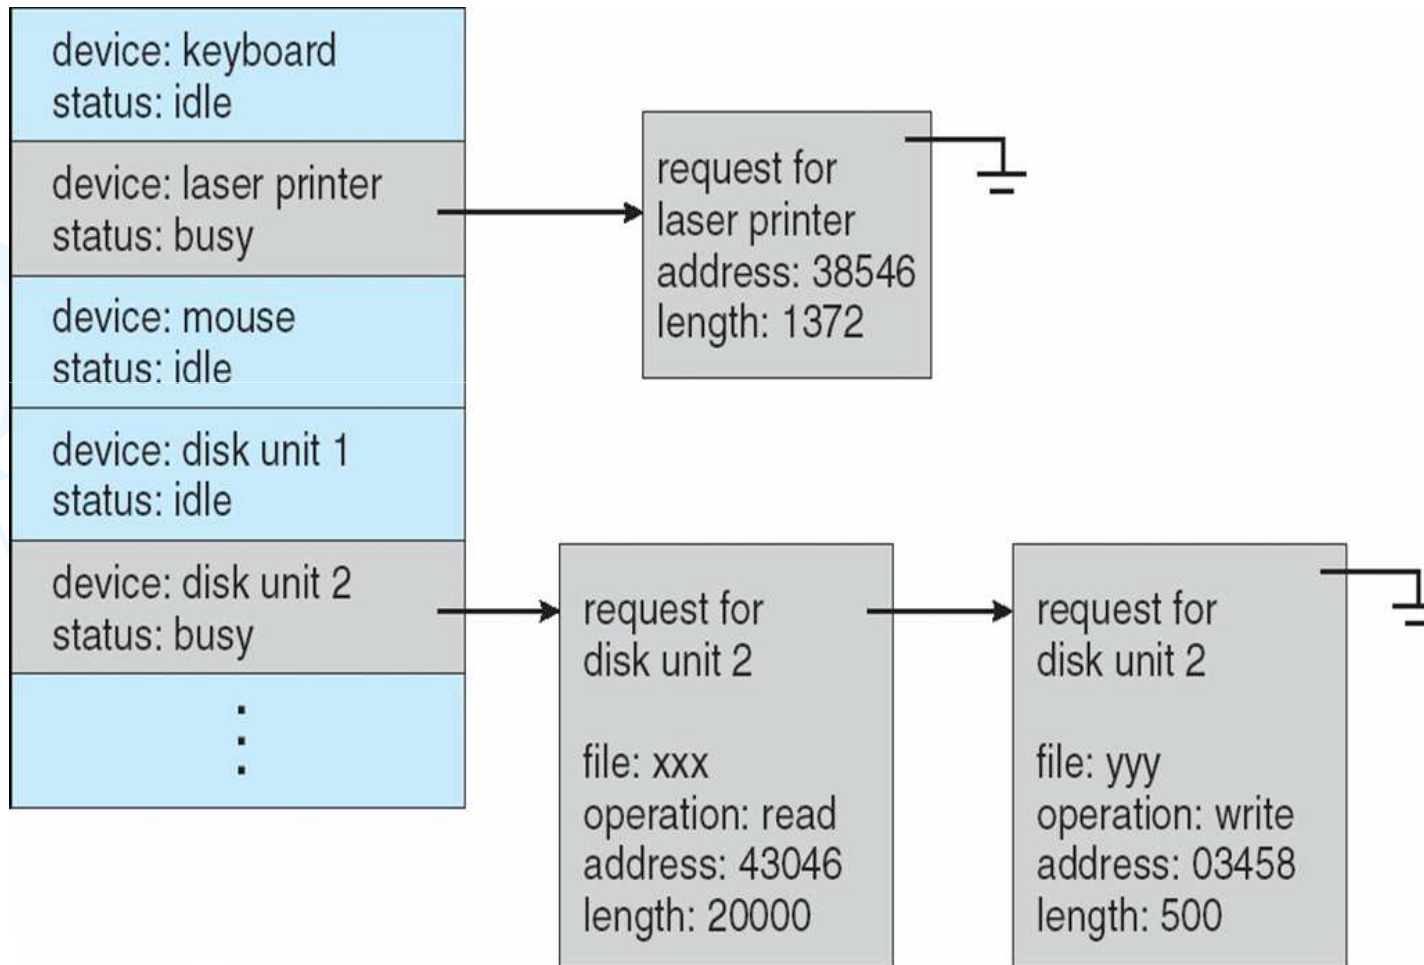 device: keyboard
status: idle
device: laser printer
status: busy
device: mouse
status: idle
device: disk unit 1
status: idle
device: disk unit 2
status: busy
request for
laser printer
address: 38546
length: 1372
request for
disk unit 2
file: xxx
operation: read
address: 43046
length: 20000
request for
disk unit 2
file: yyy
operation: write
address: 03458
length: 500